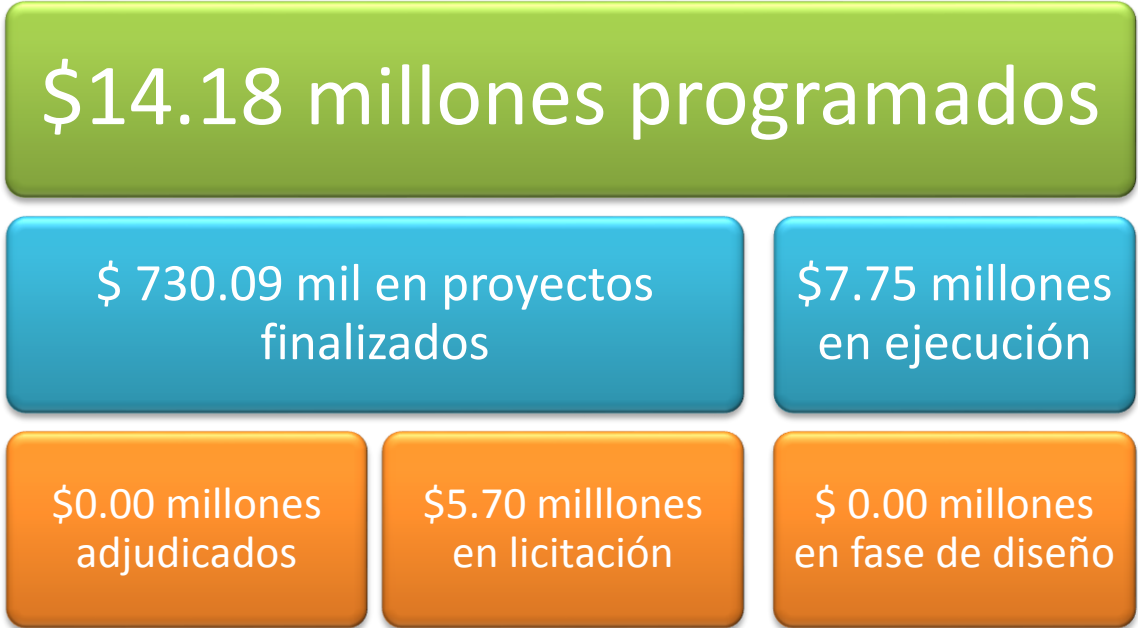 $14.18 millones programados
$ 730.09 mil en proyectos
finalizados
$7.75 millones
en ejecución
$0.00 millones
adjudicados
$5.70 milllones
en licitación
$ 0.00 millones
en fase de diseño